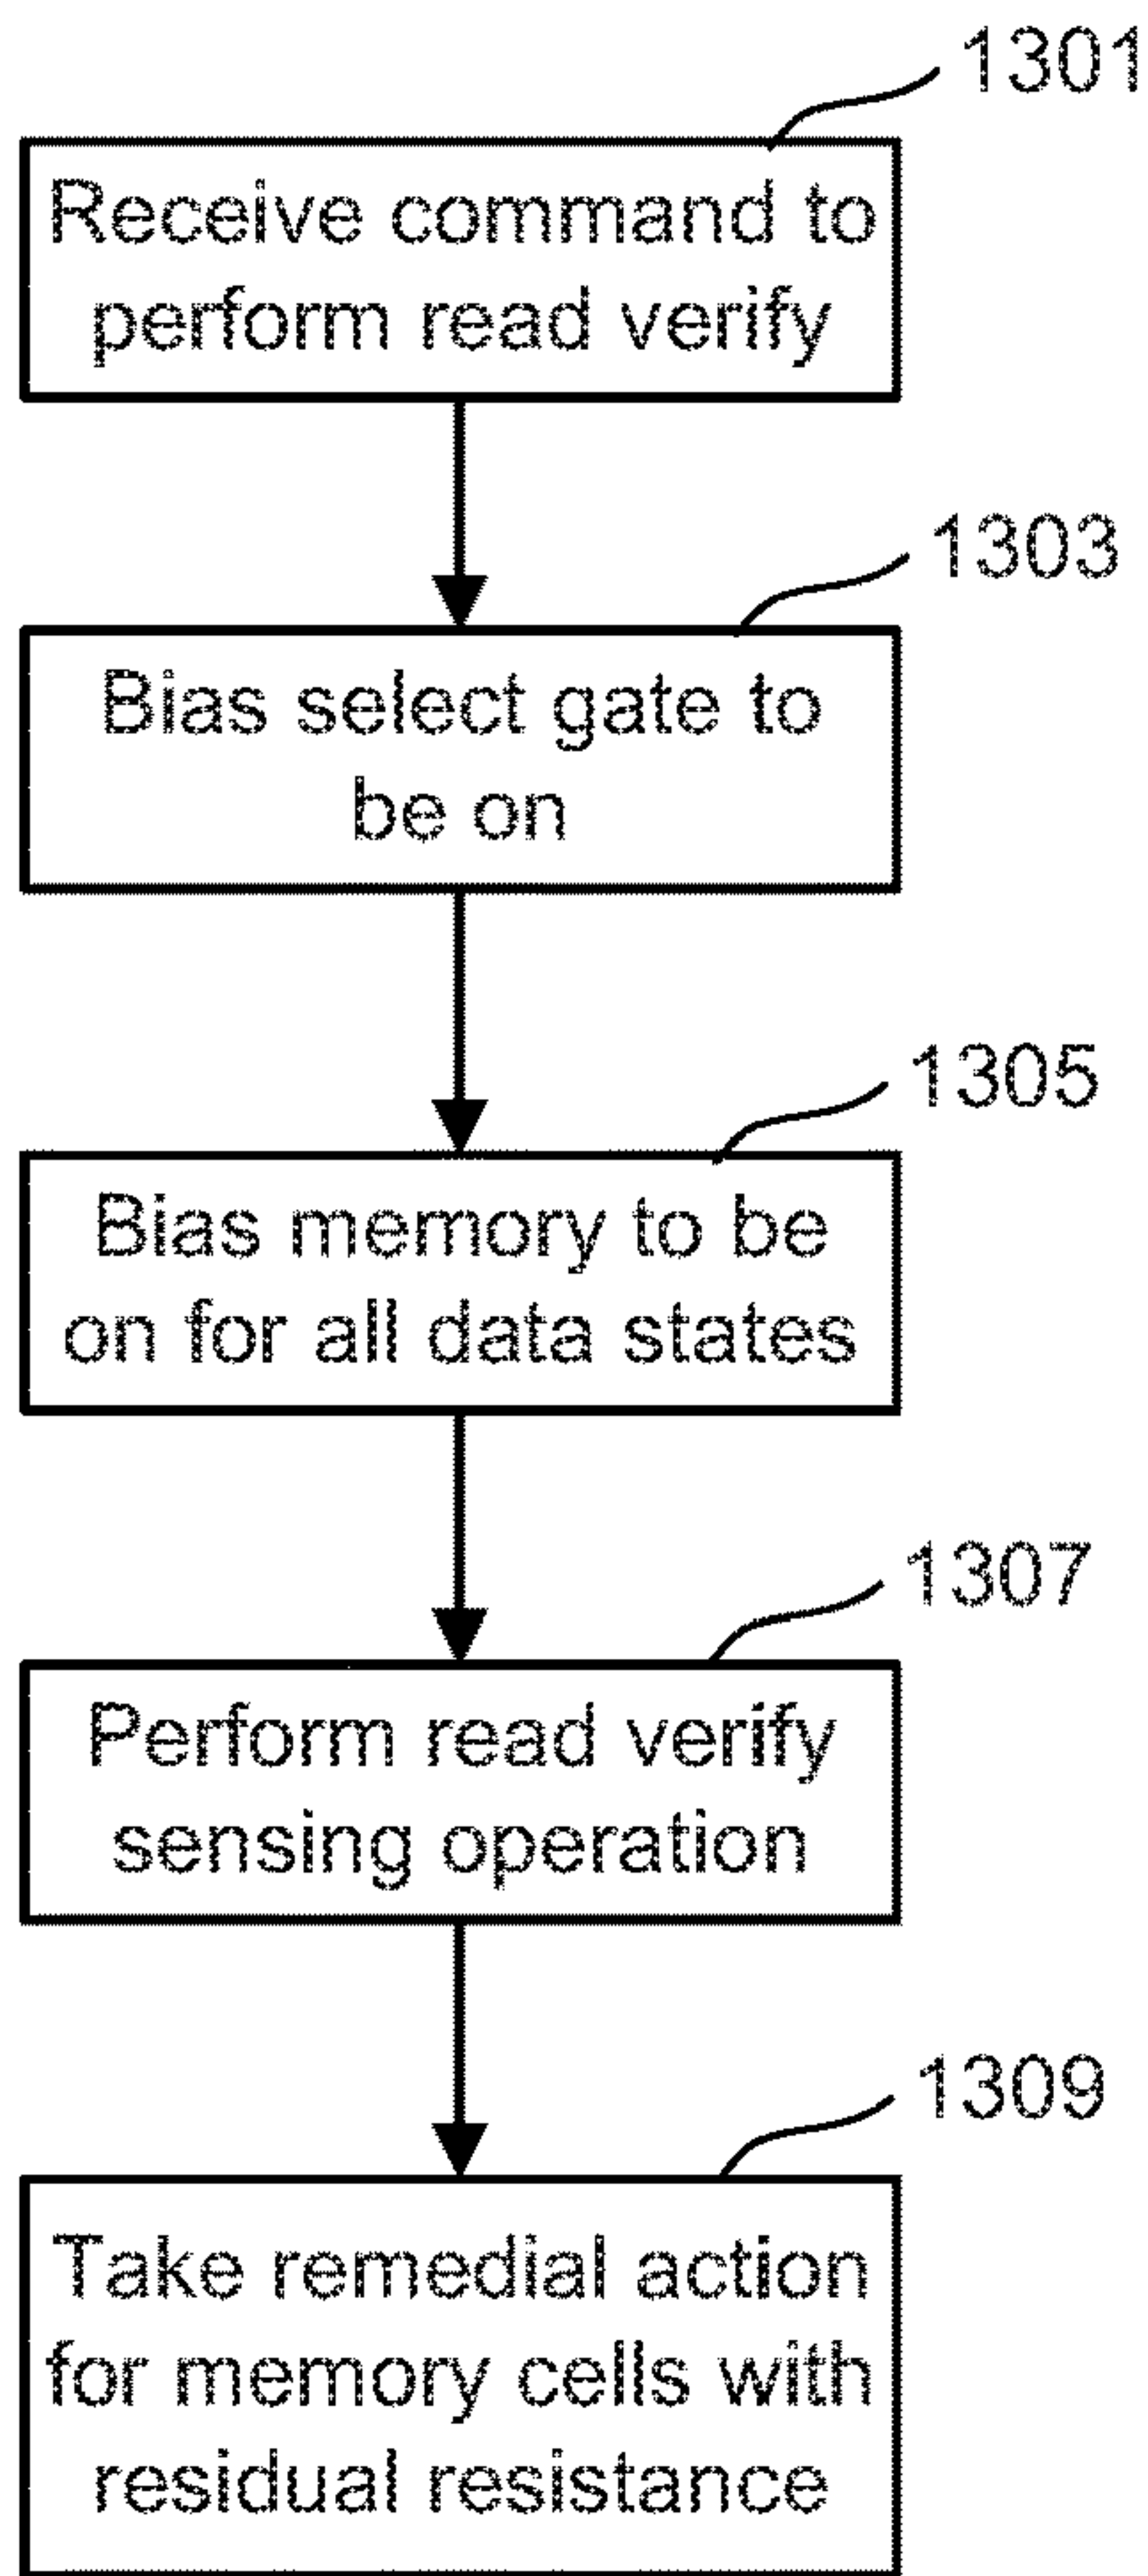 1301
Receive command to
perform read verify
1303
Bias select gate to
be on
1305
Bias memory to be
on for all data states
1307
Perform read verify
sensing operation
1309
Take remedial action
for memory cells with
residual resistance